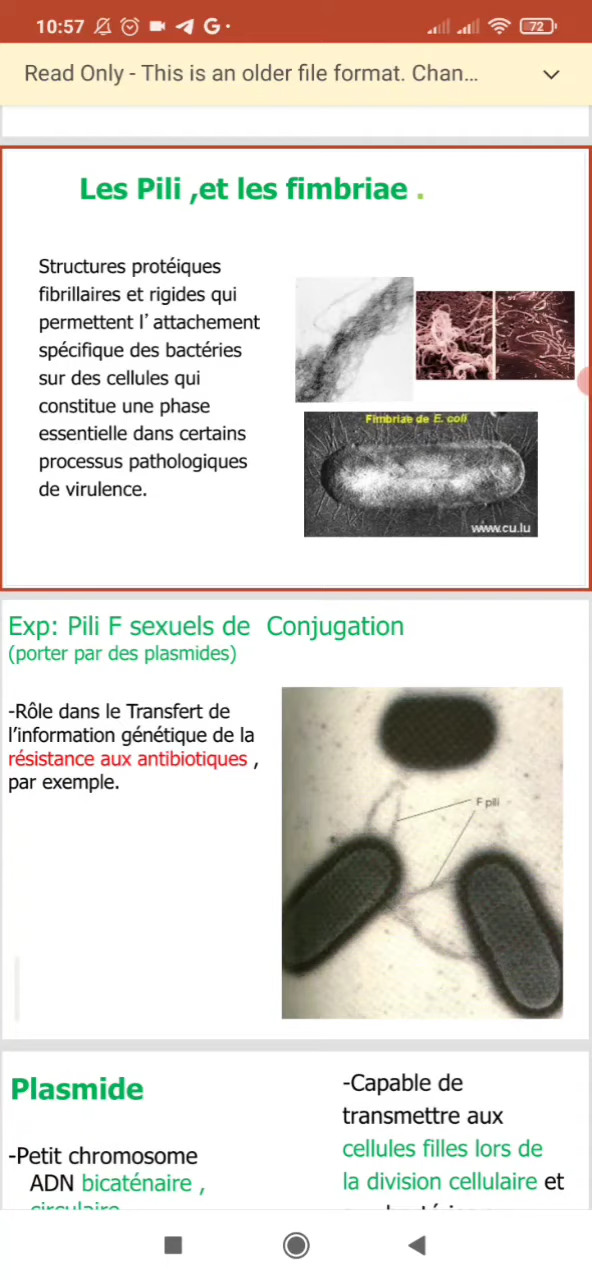 10:57 G
72
Read Only - This is an older file format. Chan...
Les Pili ,et les fimbriae .
Structures protéiques
fibrillaires et rigides qui
permettent l’attachement
spécifique des bactéries
sur des cellules qui
constitue une phase
essentielle dans certains
processus pathologiques
de virulence.
Fimbriae de E. coli
www.cu.lu
Exp: Pili F sexuels de Conjugation
(porter par des plasmides)
-Rôle dans le Transfert de
l’information génétique de la
résistance aux antibiotiques ,
par exemple.
F pili
Plasmide
-Petit chromosome
ADN bicaténaire ,
circulaire
-Capable de
transmettre aux
cellules filles lors de
la division cellulaire et